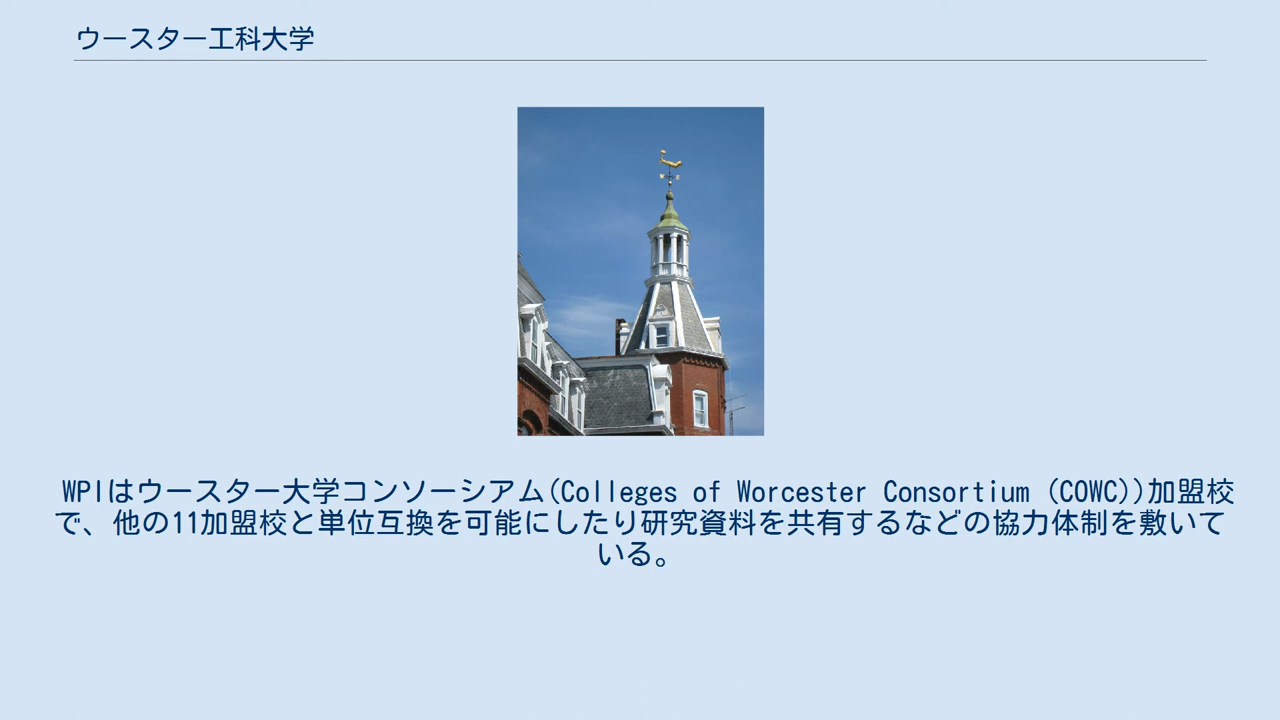 ウースター工科大学
WPIはウースター大学コンソーシアム(Colleges of Worcester Consortium (COWC))加盟校
で、他の11加盟校と単位互換を可能にしたり研究資料を共有するなどの協力体制を敷いて
いる。